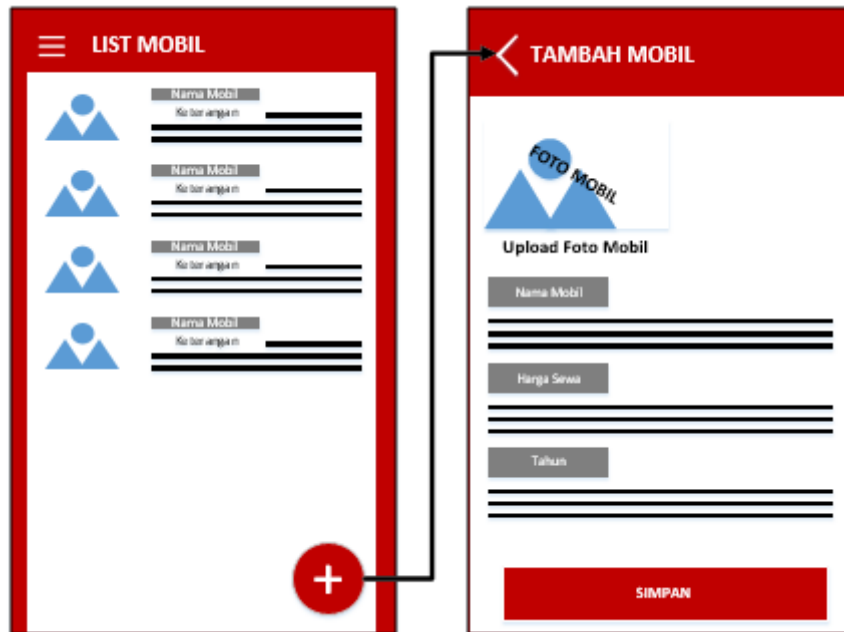 LIST MOBIL
Nama Mobil
Keterangan
Nama Mobil
Keterangan
Nama Mobil
Keterangan
Nama Mobil
Keterangan
+
TAMBAH MOBIL
FOTO MOBIL
Upload Foto Mobil
Nama Mobil
Harga Sewa
Tahun
SIMPAN